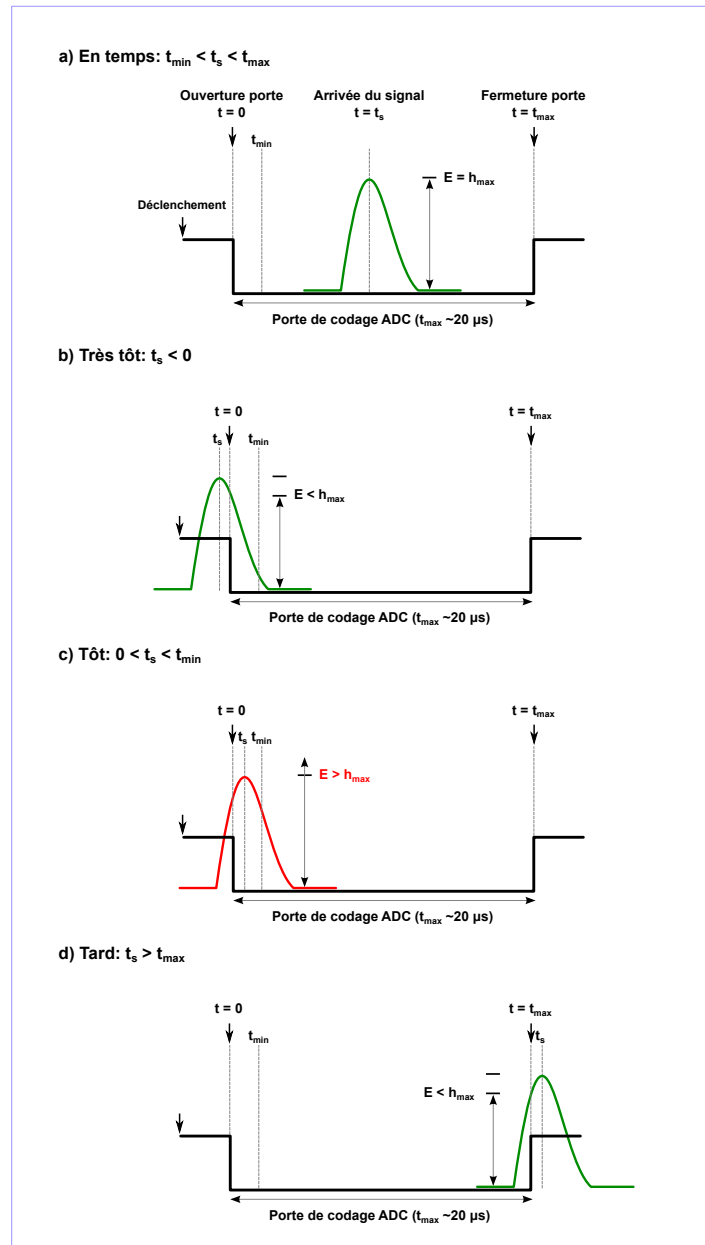 a) En temps: tmin < ts < tmax
Ouverture porte
t = 0
Arrivée du signal
t = ts
Fermeture porte
t = tmax
tmin
E = hmax
Déclenchement
Porte de codage ADC (tmax ~20 µs)
b) Très tôt: ts < 0
t = 0
t = tmax
ts
tmin
E < hmax
Porte de codage ADC (tmax ~20 µs)
c) Tôt: 0 < ts < tmin
t = 0
t = tmax
ts tmin
E > hmax
Porte de codage ADC (tmax ~20 µs)
d) Tard: ts > tmax
t = 0
t = tmax
tmin
ts
E < hmax
Porte de codage ADC (tmax ~20 µs)